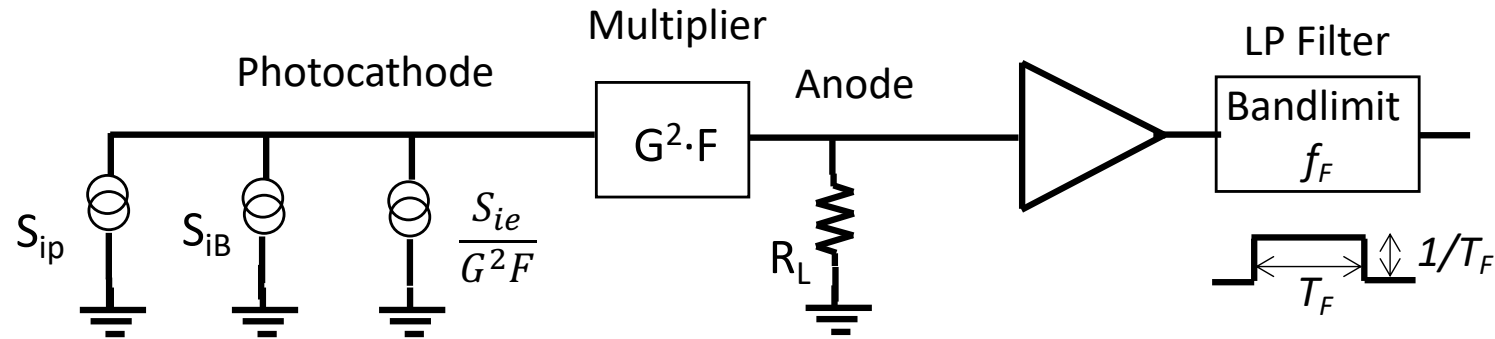 Multiplier
LP Filter
Photocathode
Anode
Bandlimit
f_F
G²·F
S_ip
S_iB
S_ie
G²F
R_L
1/T_F
T_F